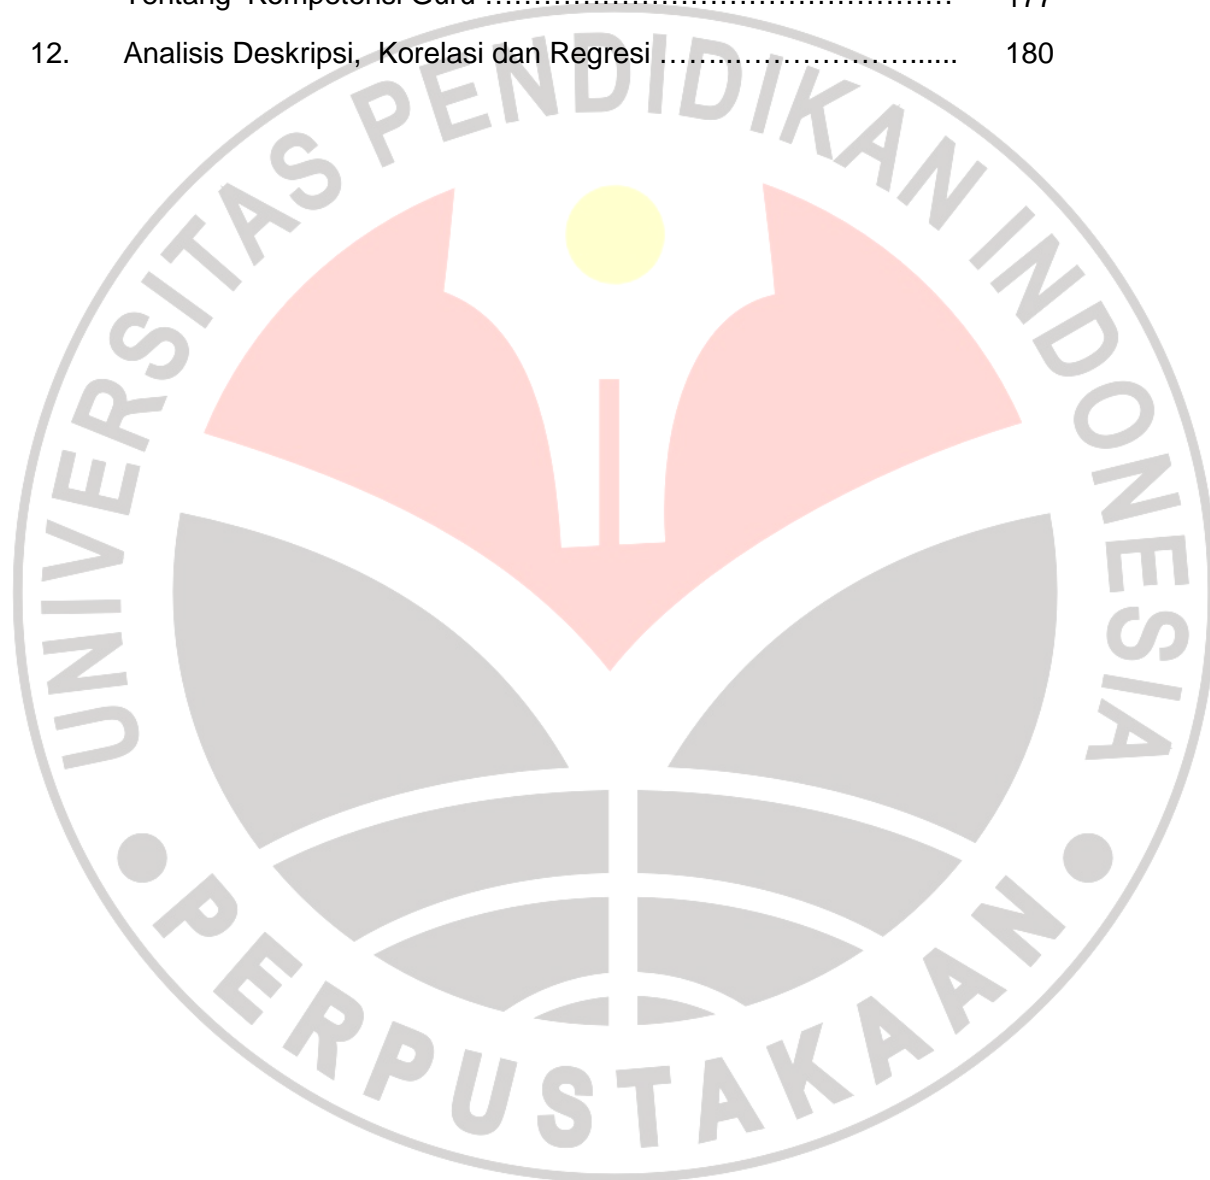 Tentang Kompetensi Guru ……………………………………… 177
12. Analisis Deskripsi, Korelasi dan Regresi ……..………………...... 180
UNIVERSITAS PENDIDIKAN INDONESIA
PERPUSTAKAAN